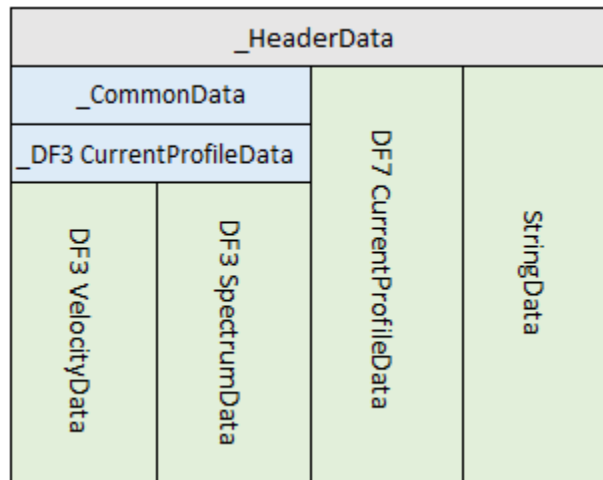 _HeaderData
_CommonData
_DF3 CurrentProfileData
DF3 VelocityData
DF3 SpectrumData
DF7 CurrentProfileData
StringData